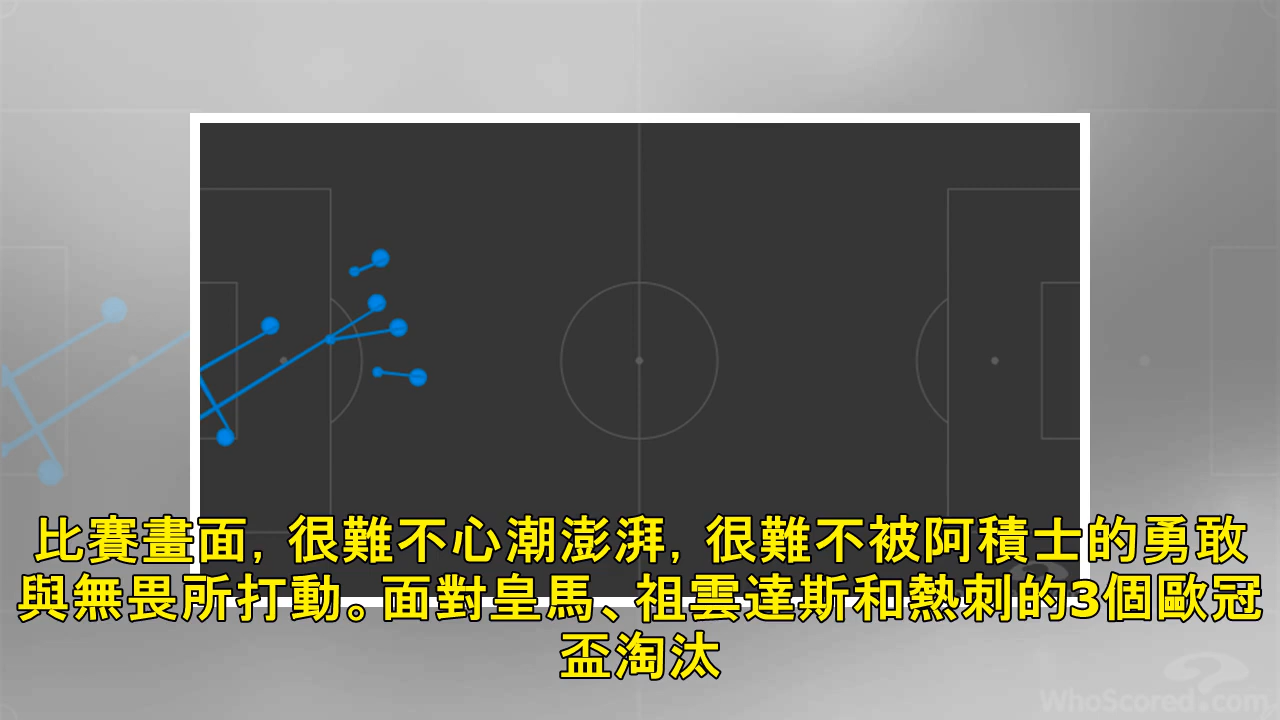 比賽畫面，很難不心潮澎湃，很難不被阿積士的勇敢
與無畏所打動。面對皇馬、祖雲達斯和熱刺的3個歐冠
盃淘汰
WhoScored.com